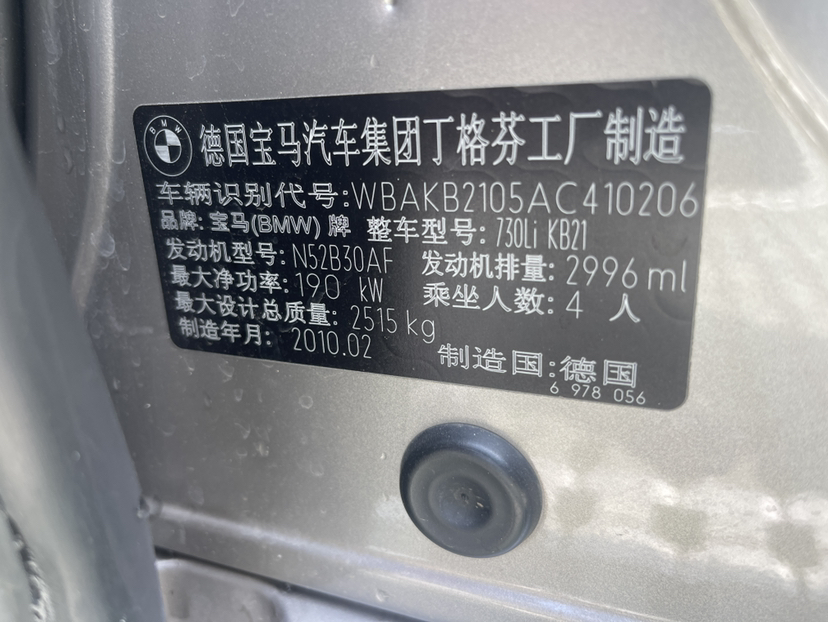 BMW
德国宝马汽车集团丁格芬工厂制造
车辆识别代号:WBAKB2105AC410206
品牌:宝马(BMW)牌 整车型号:730Li KB21
发动机型号:N52B30AF 发动机排量:2996ml
最大净功率:190 kW 乘坐人数:4 人
最大设计总质量:2515kg
制造年月:2010.02 制造国:德国
6 978 056